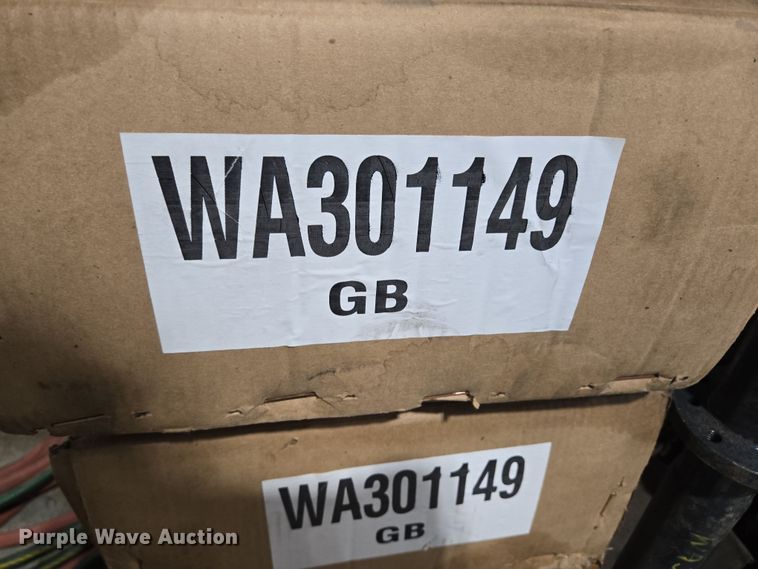 WA301149
GB
WA301149
GB
Purple Wave Auction